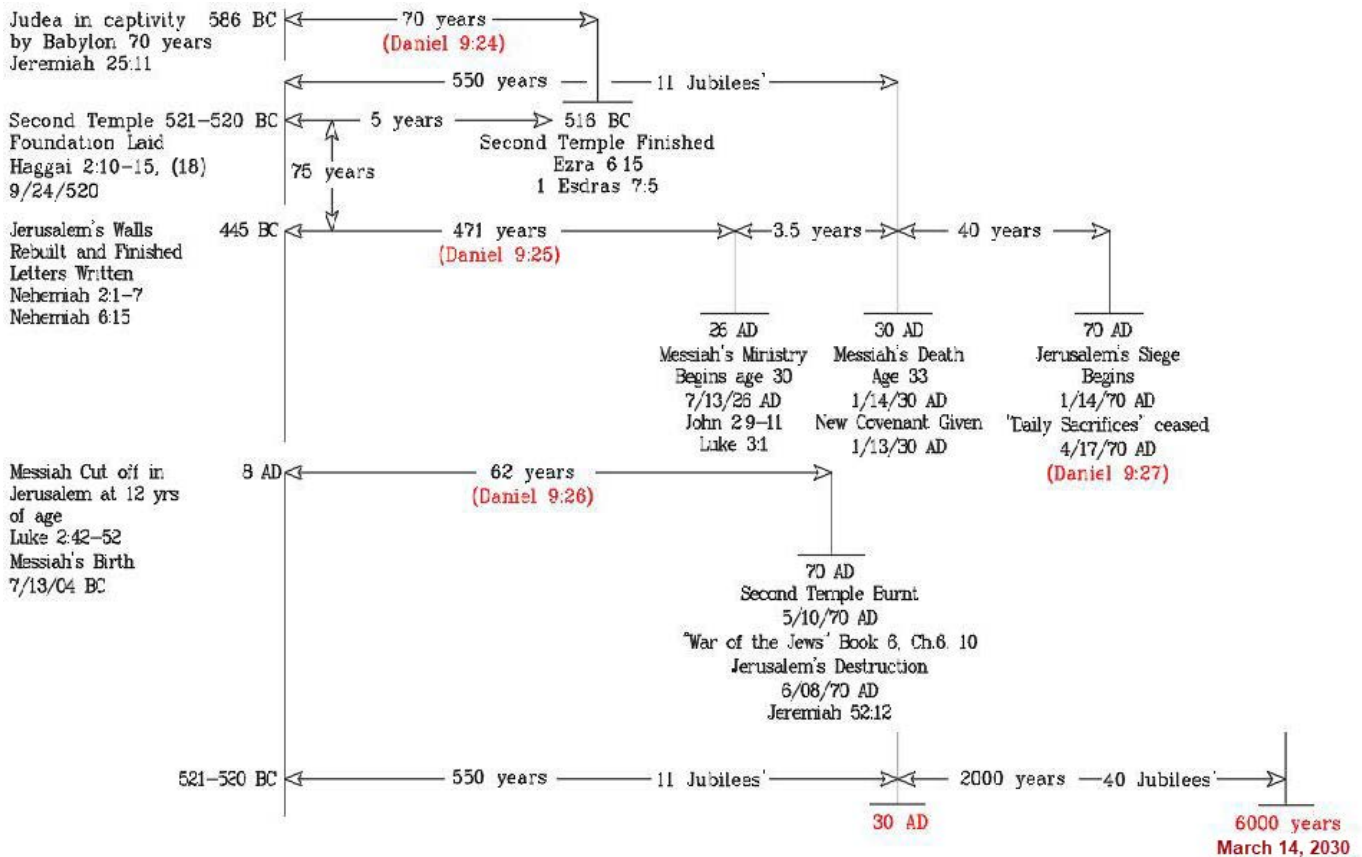 Judea in captivity 586 BC
by Babylon 70 years
Jeremiah 25:11
70 years
(Daniel 9:24)
550 years 11 Jubilees'
Second Temple 521-520 BC
Foundation Laid
Haggai 2:10-15, (18)
9/24/520
5 years
75 years
516 BC
Second Temple Finished
Ezra 6:15
1 Esdras 7:5
Jerusalem's Walls 445 BC
Rebuilt and Finished
Letters Written
Nehemiah 2:1-7
Nehemiah 6:15
471 years
(Daniel 9:25)
3.5 years
40 years
26 AD
Messiah's Ministry
Begins age 30
7/13/26 AD
John 2:9-11
Luke 3:1
30 AD
Messiah's Death
Age 33
1/14/30 AD
New Covenant Given
1/13/30 AD
70 AD
Jerusalem's Siege
Begins
1/14/70 AD
'Daily Sacrifices' ceased
4/17/70 AD
(Daniel 9:27)
Messiah Cut off in 8 AD
Jerusalem at 12 yrs
of age
Luke 2:42-52
Messiah's Birth
7/13/04 BC
62 years
(Daniel 9:26)
70 AD
Second Temple Burnt
5/10/70 AD
"War of the Jews' Book 6, Ch.6, 10
Jerusalem's Destruction
6/08/70 AD
Jeremiah 52:12
521-520 BC
550 years 11 Jubilees'
2000 years 40 Jubilees'
30 AD
6000 years
March 14, 2030